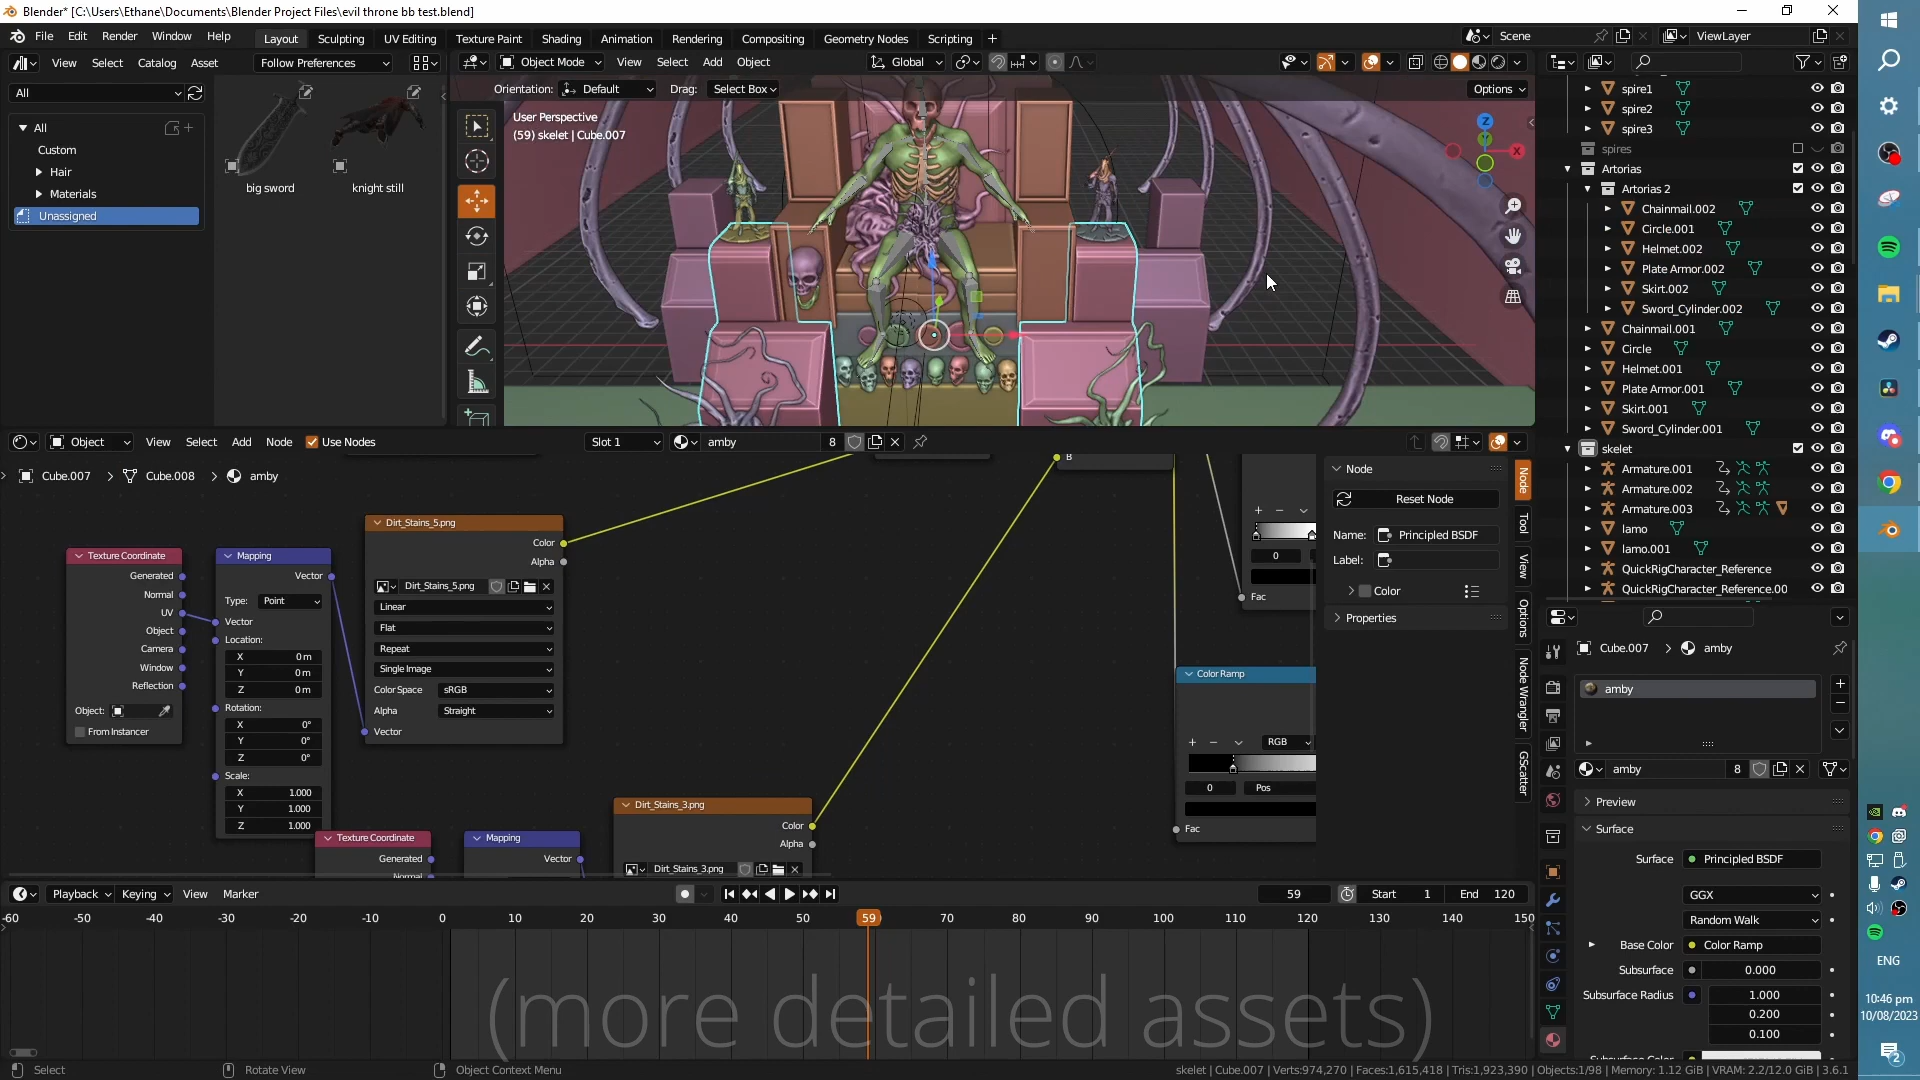 Blender* [C:\Users\Ethane\Documents\Blender Project Files\evil throne bb test.blend]
File Edit Render Window Help Layout Sculpting UV Editing Texture Paint Shading Animation Rendering Compositing Geometry Nodes Scripting + Scene ViewLayer
View Select Catalog Asset Follow Preferences
Object Mode View Select Add Object Global
All
Orientation: Default Drag: Select Box Options
All
Custom
Hair
Materials
Unassigned
big sword
knight still
User Perspective
(59) skelet | Cube.007
Z
Y
X
spire1
spire2
spire3
spires
Artorias
Artorias 2
Chainmail.002
Circle.001
Helmet.002
Plate Armor.002
Skirt.002
Sword_Cylinder.002
Chainmail.001
Circle
Helmet.001
Plate Armor.001
Skirt.001
Sword_Cylinder.001
skelet
Armature.001
Armature.002
Armature.003
lamo
lamo.001
QuickRigCharacter_Reference
QuickRigCharacter_Reference.00
Object View Select Add Node Use Nodes Slot 1 amby 8
Cube.007 > Cube.008 > amby
B
Texture Coordinate
Generated
Normal
UV
Object
Camera
Window
Reflection
Object:
From Instancer
Mapping
Vector
Type: Point
Vector
Location:
X 0 m
Y 0 m
Z 0 m
Rotation:
X 0°
Y 0°
Z 0°
Scale:
X 1.000
Y 1.000
Z 1.000
Dirt_Stains_5.png
Color
Alpha
Dirt_Stains_5.png
Linear
Flat
Repeat
Single Image
Color Space sRGB
Alpha Straight
Vector
Texture Coordinate
Generated
Mapping
Vector
Dirt_Stains_3.png
Color
Alpha
Dirt_Stains_3.png
0
Fac
Color Ramp
RGB
0 Pos
Fac
Node
Reset Node
Name: Principled BSDF
Label:
Color
Properties
Node
Tool
View
Options
Node Wrangler
GScatter
Cube.007 > amby
amby
amby 8
Preview
Surface
Surface Principled BSDF
GGX
Random Walk
Base Color Color Ramp
Subsurface 0.000
Subsurface Radius 1.000
0.200
0.100
Playback Keying View Marker 59 Start 1 End 120
-60 -50 -40 -30 -20 -10 0 10 20 30 40 50 59 70 80 90 100 110 120 130 140 150
(more detailed assets)
Select Rotate View Object Context Menu
skelet | Cube.007 | Verts:974,270 | Faces:1,615,418 | Tris:1,923,390 | Objects:1/98 | Memory: 1.12 GiB | VRAM: 2.2/12.0 GiB | 3.6.1
ENG
10:46 pm
10/08/2023
2